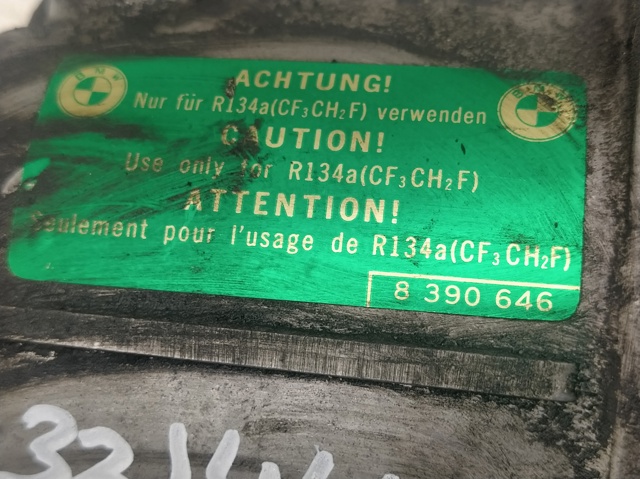 BMW
ACHTUNG!
Nur für R134a(CF₃CH₂F) verwenden
CAUTION!
Use only for R134a(CF₃CH₂F)
ATTENTION!
Seulement pour l'usage de R134a(CF₃CH₂F)
8 390 646